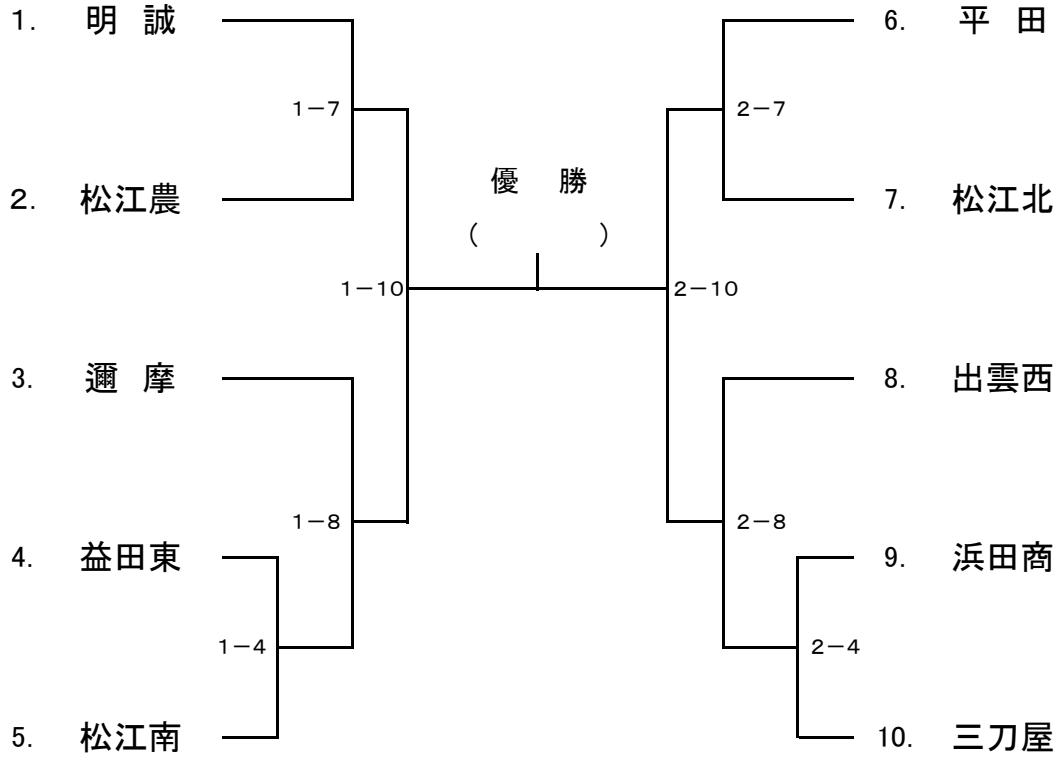 1. 明 誠
1－7
2. 松江農
1－10
3. 邇 摩
1－8
4. 益田東
1－4
5. 松江南
優 勝
( )
6. 平 田
2－7
7. 松江北
2－10
8. 出雲西
2－8
9. 浜田商
2－4
10. 三刀屋